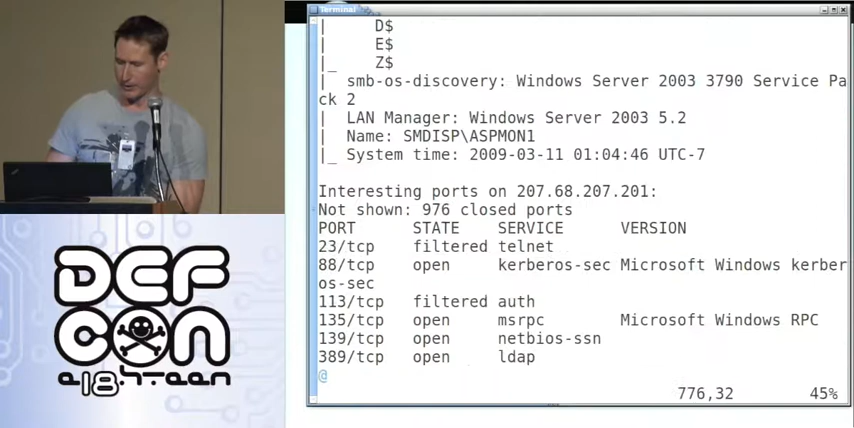 Terminal
|     D$
|     E$
|_    Z$
|  smb-os-discovery: Windows Server 2003 3790 Service Pa
ck 2
|  LAN Manager: Windows Server 2003 5.2
|  Name: SMDISP\ASPMON1
|_ System time: 2009-03-11 01:04:46 UTC-7
Interesting ports on 207.68.207.201:
Not shown: 976 closed ports
PORT STATE SERVICE VERSION
23/tcp filtered telnet
88/tcp open kerberos-sec Microsoft Windows kerber
os-sec
113/tcp filtered auth
135/tcp open msrpc Microsoft Windows RPC
139/tcp open netbios-ssn
389/tcp open ldap
@
776,32 45%
DEF
CON
e18.hteen